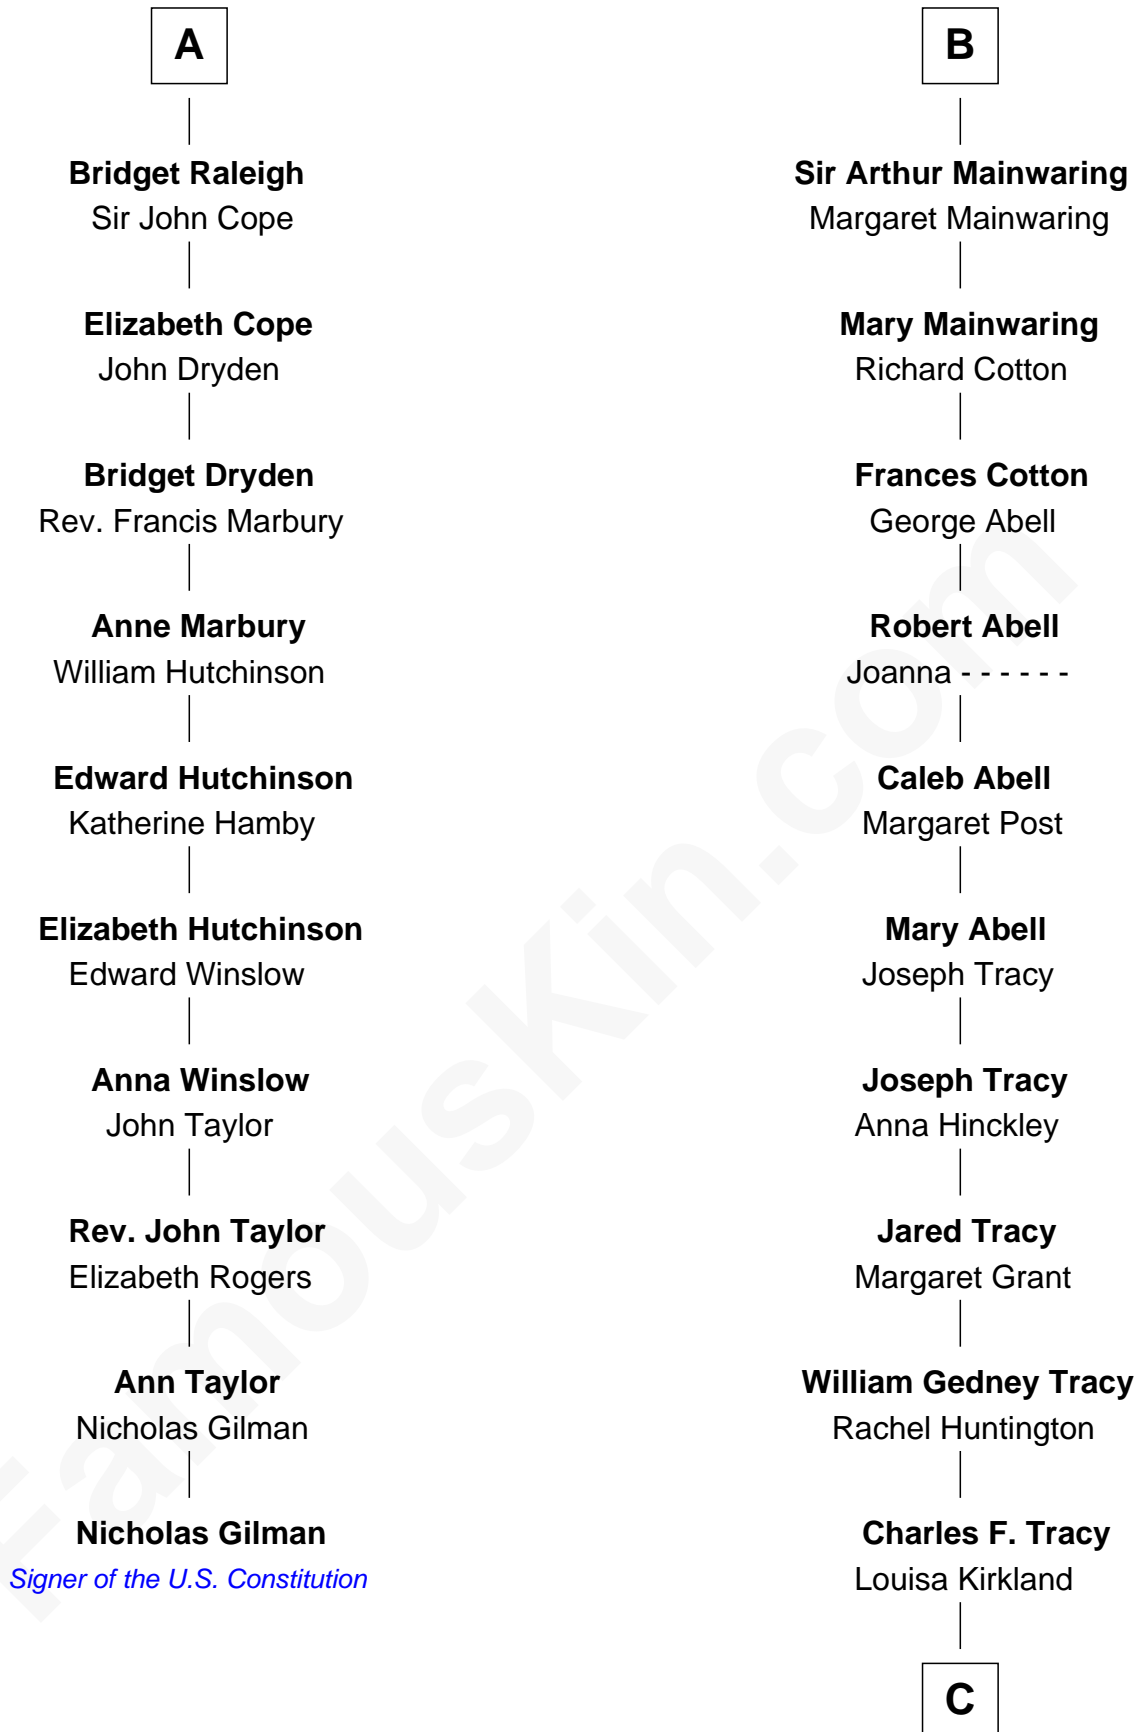 A
Bridget Raleigh
Sir John Cope
Elizabeth Cope
John Dryden
Bridget Dryden
Rev. Francis Marbury
Anne Marbury
William Hutchinson
Edward Hutchinson
Katherine Hamby
Elizabeth Hutchinson
Edward Winslow
Anna Winslow
John Taylor
Rev. John Taylor
Elizabeth Rogers
Ann Taylor
Nicholas Gilman
Nicholas Gilman
Signer of the U.S. Constitution
B
Sir Arthur Mainwaring
Margaret Mainwaring
Mary Mainwaring
Richard Cotton
Frances Cotton
George Abell
Robert Abell
Joanna - - - - - -
Caleb Abell
Margaret Post
Mary Abell
Joseph Tracy
Joseph Tracy
Anna Hinckley
Jared Tracy
Margaret Grant
William Gedney Tracy
Rachel Huntington
Charles F. Tracy
Louisa Kirkland
C
FamousKin.com